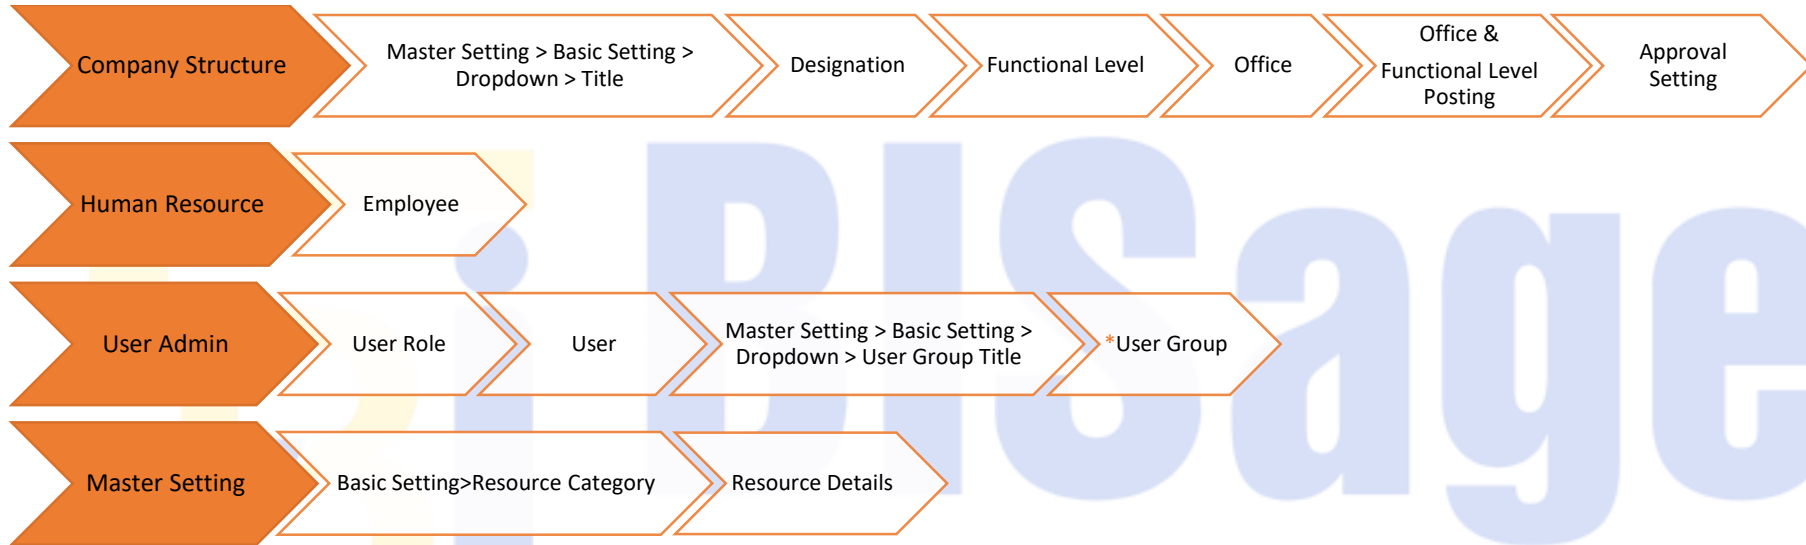 Company Structure
Master Setting > Basic Setting >
Dropdown > Title
Designation
Functional Level
Office
Office &
Functional Level
Posting
Approval
Setting
Human Resource
Employee
User Admin
User Role
User
Master Setting > Basic Setting >
Dropdown > User Group Title
*User Group
Master Setting
Basic Setting>Resource Category
Resource Details
BISage